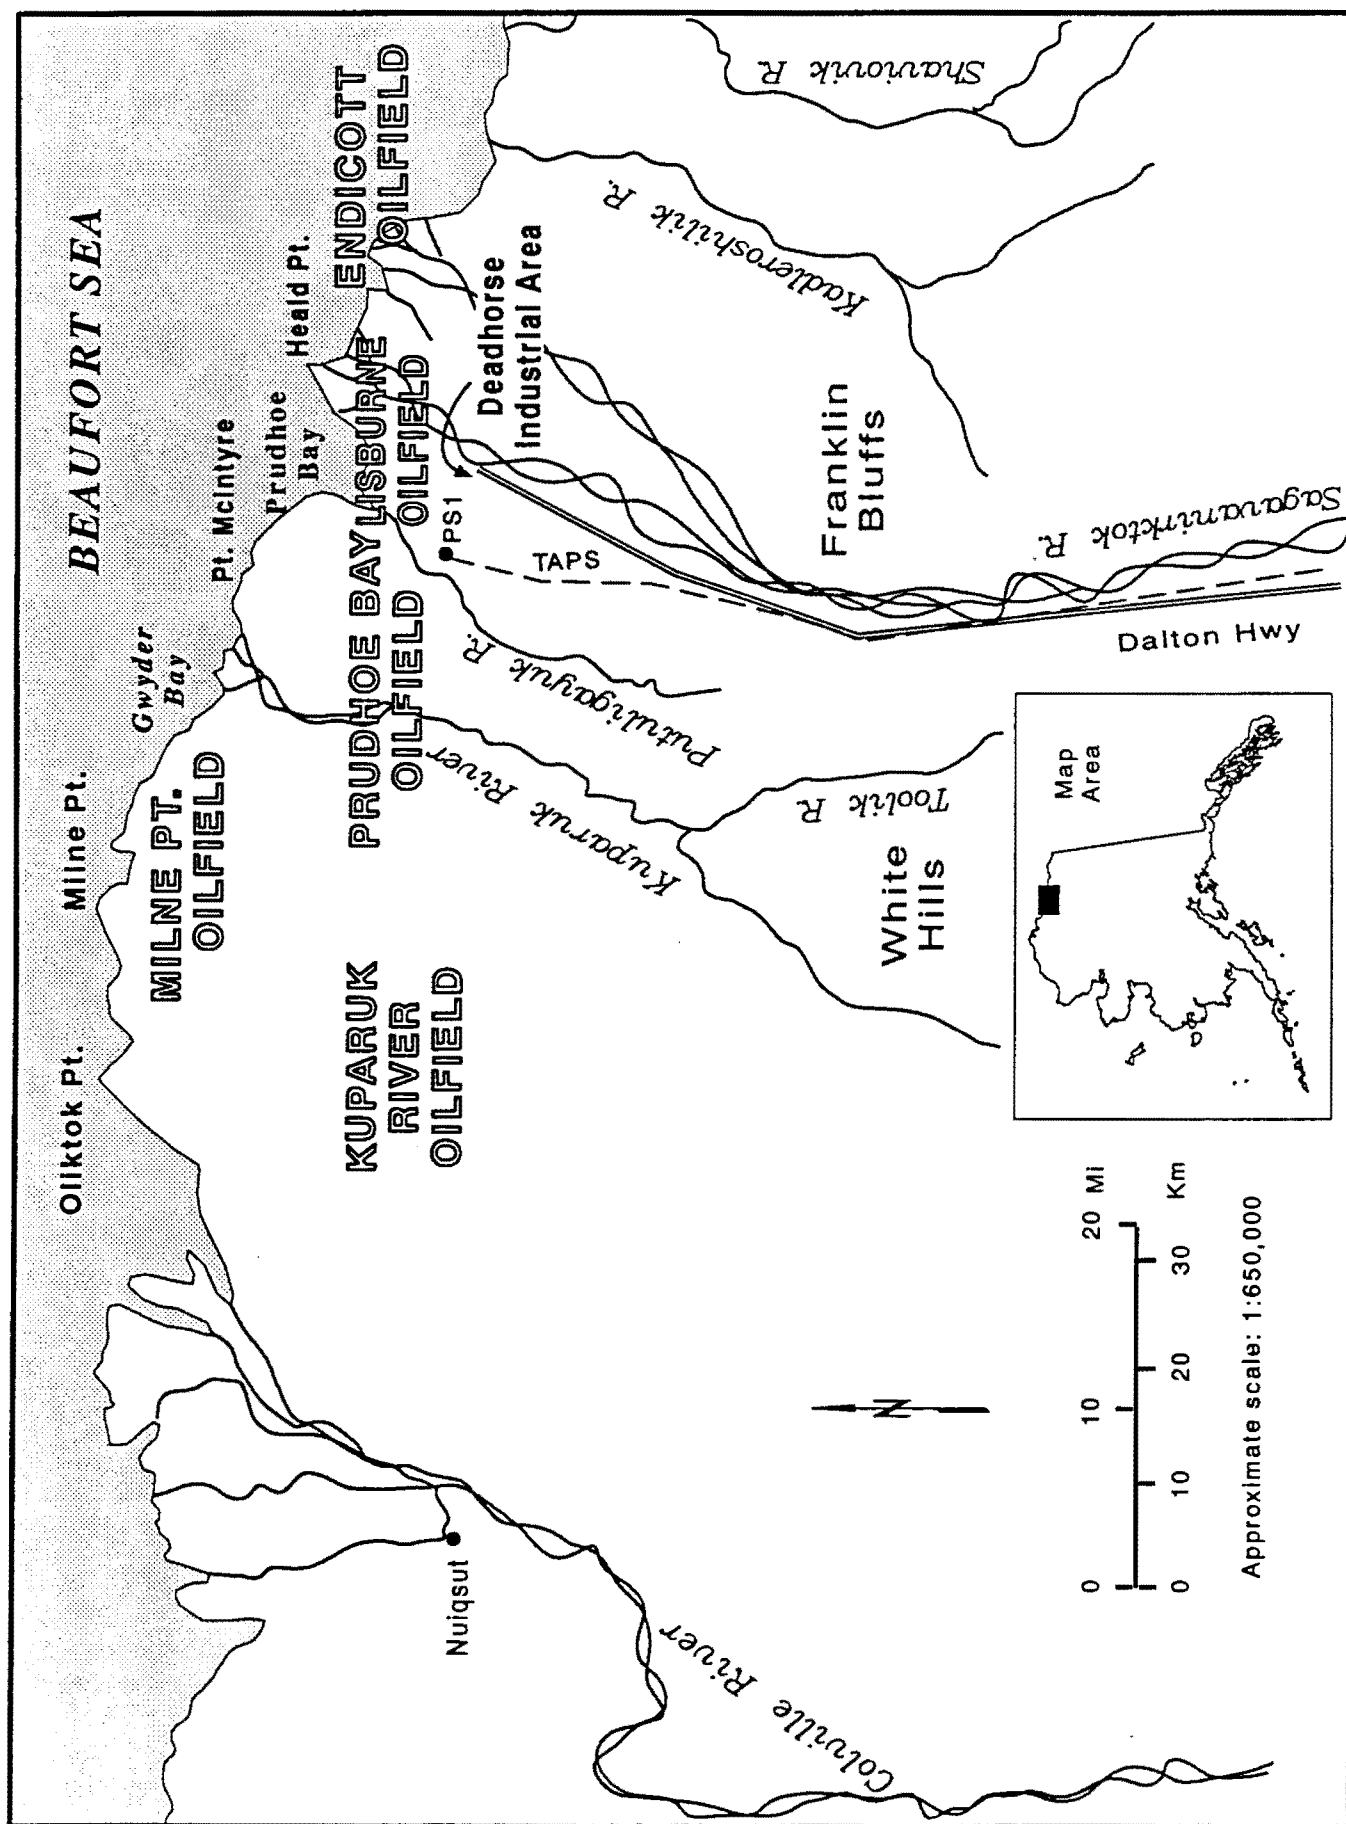 BEAUFORT SEA
Oliktok Pt.
Milne Pt.
Gwyder
Bay
Pt. McIntyre
Prudhoe
Bay
Heald Pt.
MILNE PT.
OILFIELD
KUPARUK
RIVER
OILFIELD
PRUDHOE BAY
OILFIELD
LISBURNE
OILFIELD
ENDICOTT
OILFIELD
Deadhorse
Industrial Area
PS1
TAPS
Nuiqsut
Colville River
Kuparuk River
Putuligayuk R.
Toolik R.
White
Hills
Franklin
Bluffs
Sagavanirktok R.
Kadleroshilik R.
Shaviovik R.
Dalton Hwy
N
0 10 20 Mi
0 10 20 30 Km
Approximate scale: 1:650,000
Map
Area